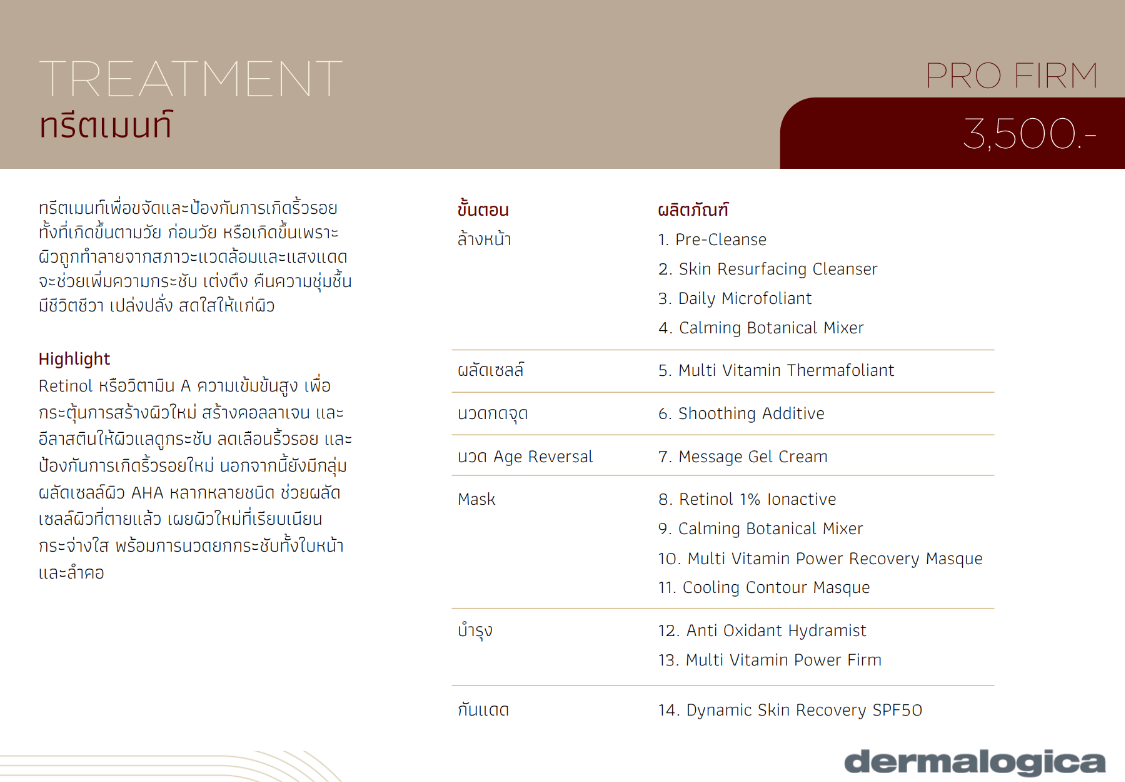 TREATMENT
ทรีตเมนท์
PRO FIRM
3,500.-
ทรีตเมนท์เพื่อขจัดและป้องกันการเกิดริ้วรอย
ทั้งที่เกิดขึ้นตามวัย ก่อนวัย หรือเกิดขึ้นเพราะ
ผิวถูกทำลายจากสภาวะแวดล้อมและแสงแดด
จะช่วยเพิ่มความกระชับ เต่งตึง คืนความชุ่มชื้น
มีชีวิตชีวา เปล่งปลั่ง สดใสให้แก่ผิว
Highlight
Retinol หรือวิตามิน A ความเข้มข้นสูง เพื่อ
กระตุ้นการสร้างผิวใหม่ สร้างคอลลาเจน และ
อีลาสตินให้ผิวแลดูกระชับ ลดเลือนริ้วรอย และ
ป้องกันการเกิดริ้วรอยใหม่ นอกจากนี้ยังมีกลุ่ม
ผลัดเซลล์ผิว AHA หลากหลายชนิด ช่วยผลัด
เซลล์ผิวที่ตายแล้ว เผยผิวใหม่ที่เรียบเนียน
กระจ่างใส พร้อมการนวดยกกระชับทั้งใบหน้า
และลำคอ
ขั้นตอน ผลิตภัณฑ์
ล้างหน้า 1. Pre-Cleanse
2. Skin Resurfacing Cleanser
3. Daily Microfoliant
4. Calming Botanical Mixer
ผลัดเซลล์ 5. Multi Vitamin Thermafoliant
นวดกดจุด 6. Shoothing Additive
นวด Age Reversal 7. Message Gel Cream
Mask 8. Retinol 1% Ionactive
9. Calming Botanical Mixer
10. Multi Vitamin Power Recovery Masque
11. Cooling Contour Masque
บำรุง 12. Anti Oxidant Hydramist
13. Multi Vitamin Power Firm
กันแดด 14. Dynamic Skin Recovery SPF50
dermalogica